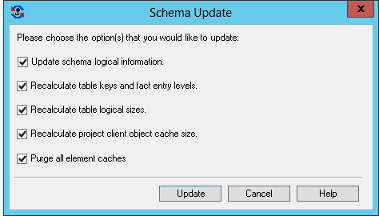 Schema Update
x
Please choose the option(s) that you would like to update:
Update schema logical information.
Recalculate table keys and fact entry levels.
Recalculate table logical sizes.
Recalculate project client object cache size.
Purge all element caches
Update Cancel Help